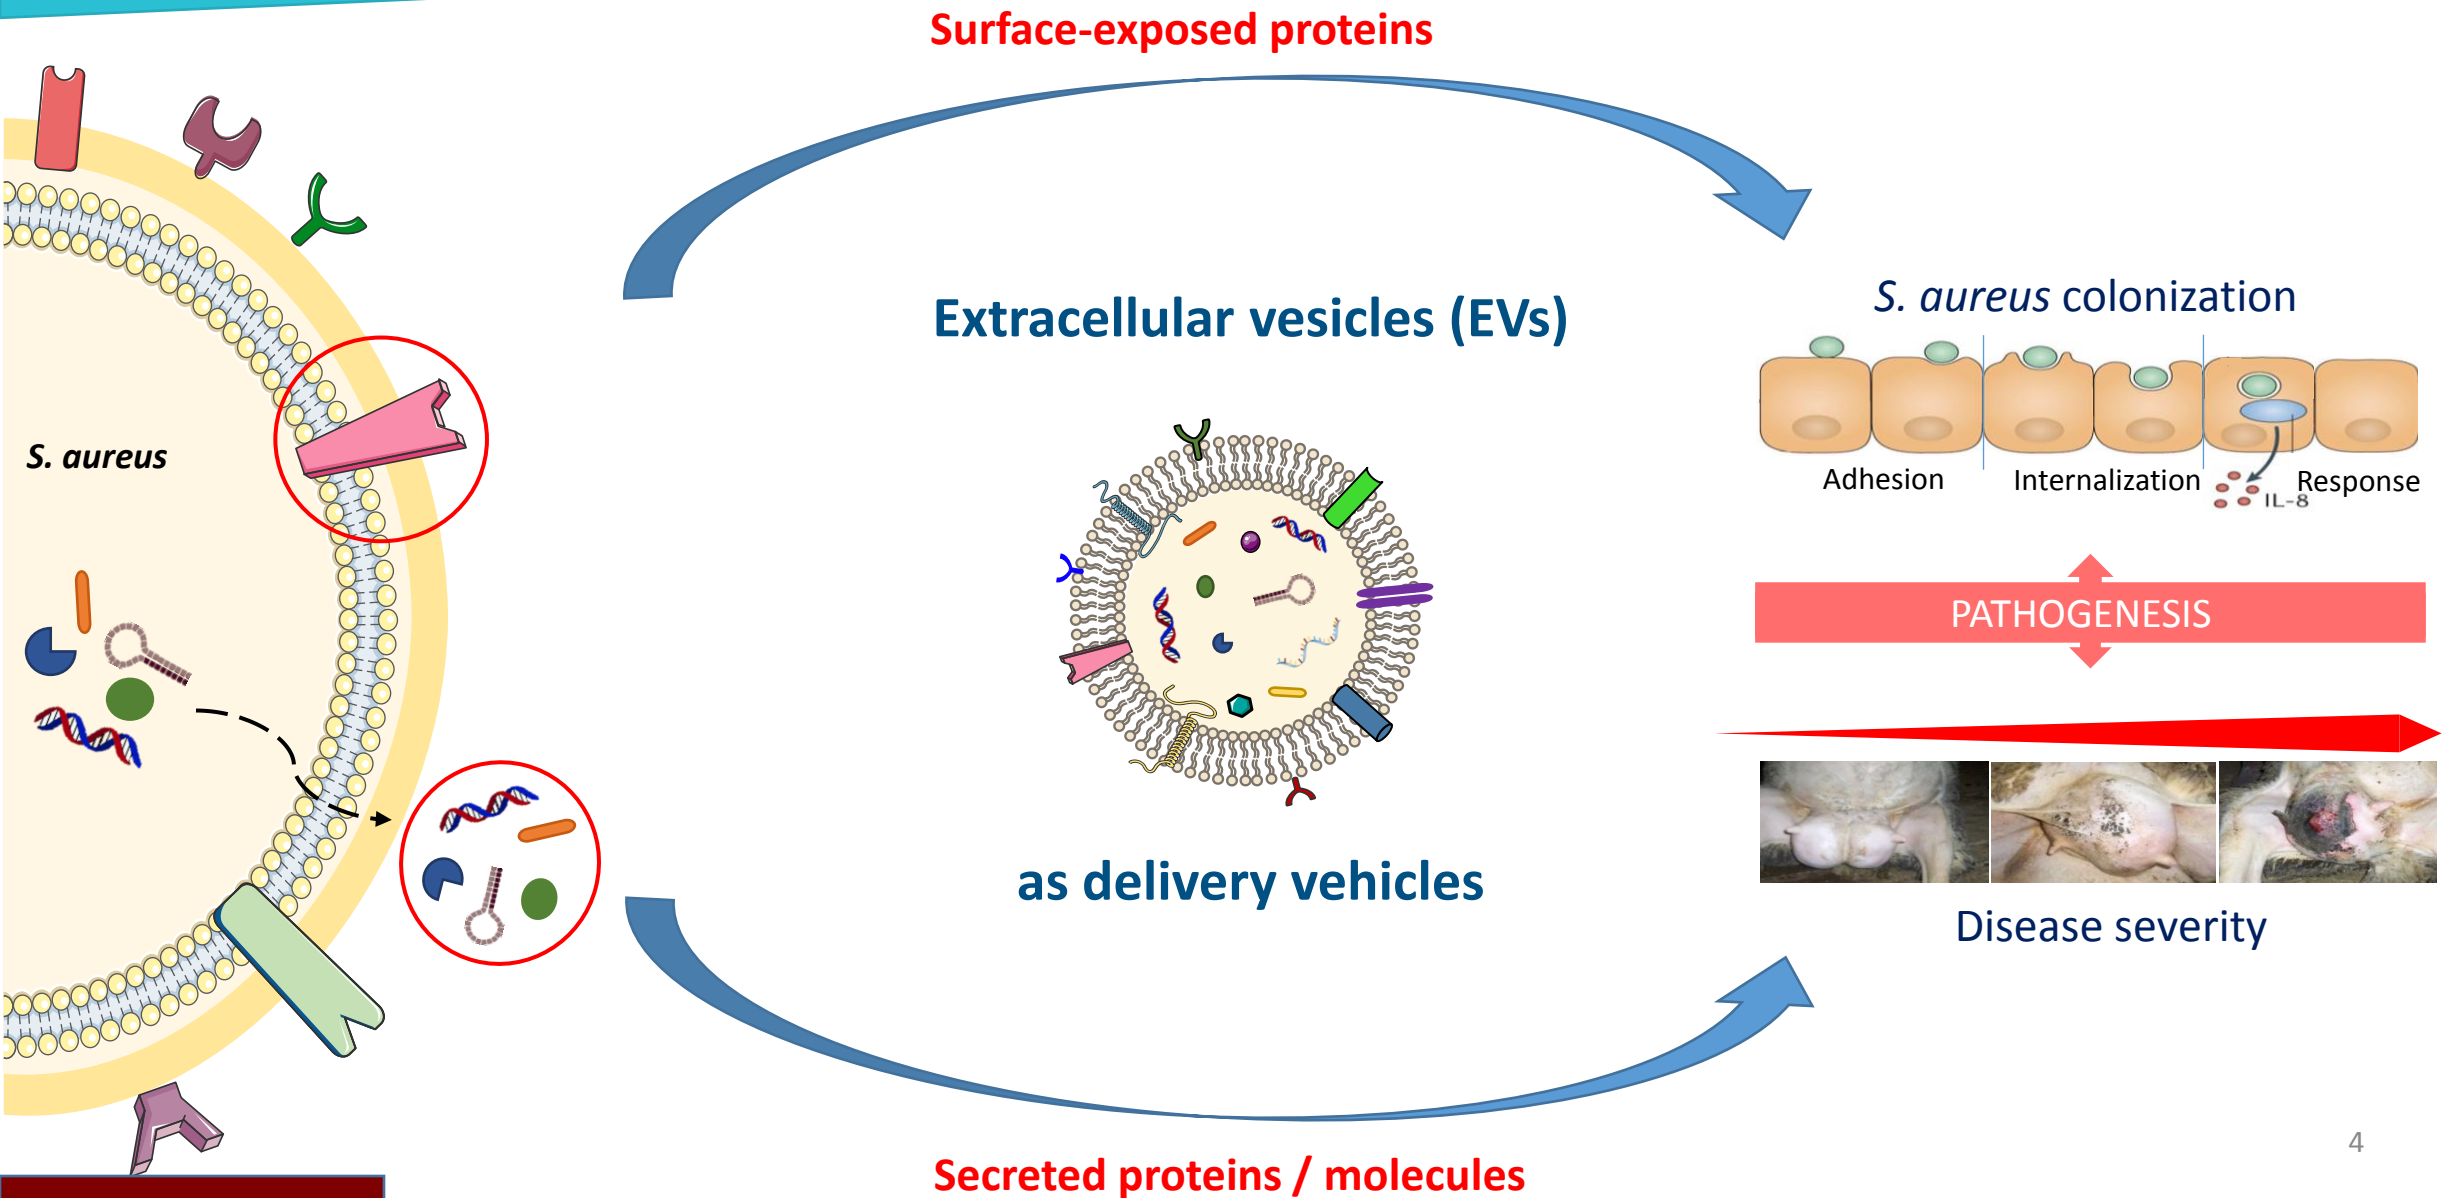 Surface-exposed proteins
Extracellular vesicles (EVs)
S. aureus colonization
S. aureus
Adhesion
Internalization
IL-8
Response
PATHOGENESIS
as delivery vehicles
Disease severity
4
Secreted proteins / molecules